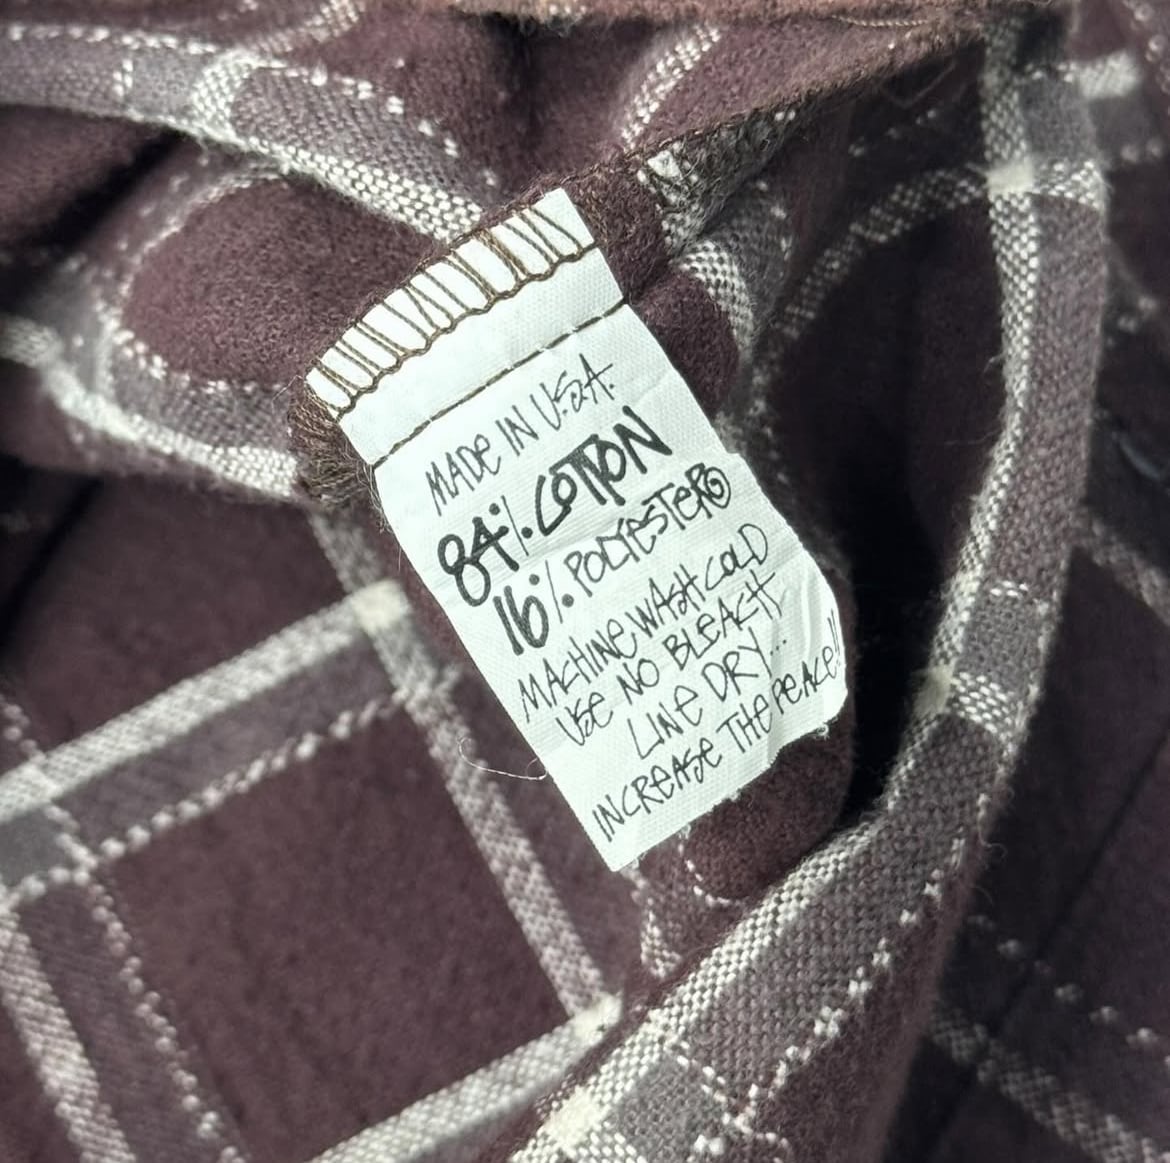 MADE IN U.S.A.
84% COTTON
16% POLYESTER
MACHINE WASH COLD
USE NO BLEACH
LINE DRY...
INCREASE THE PEACE!!